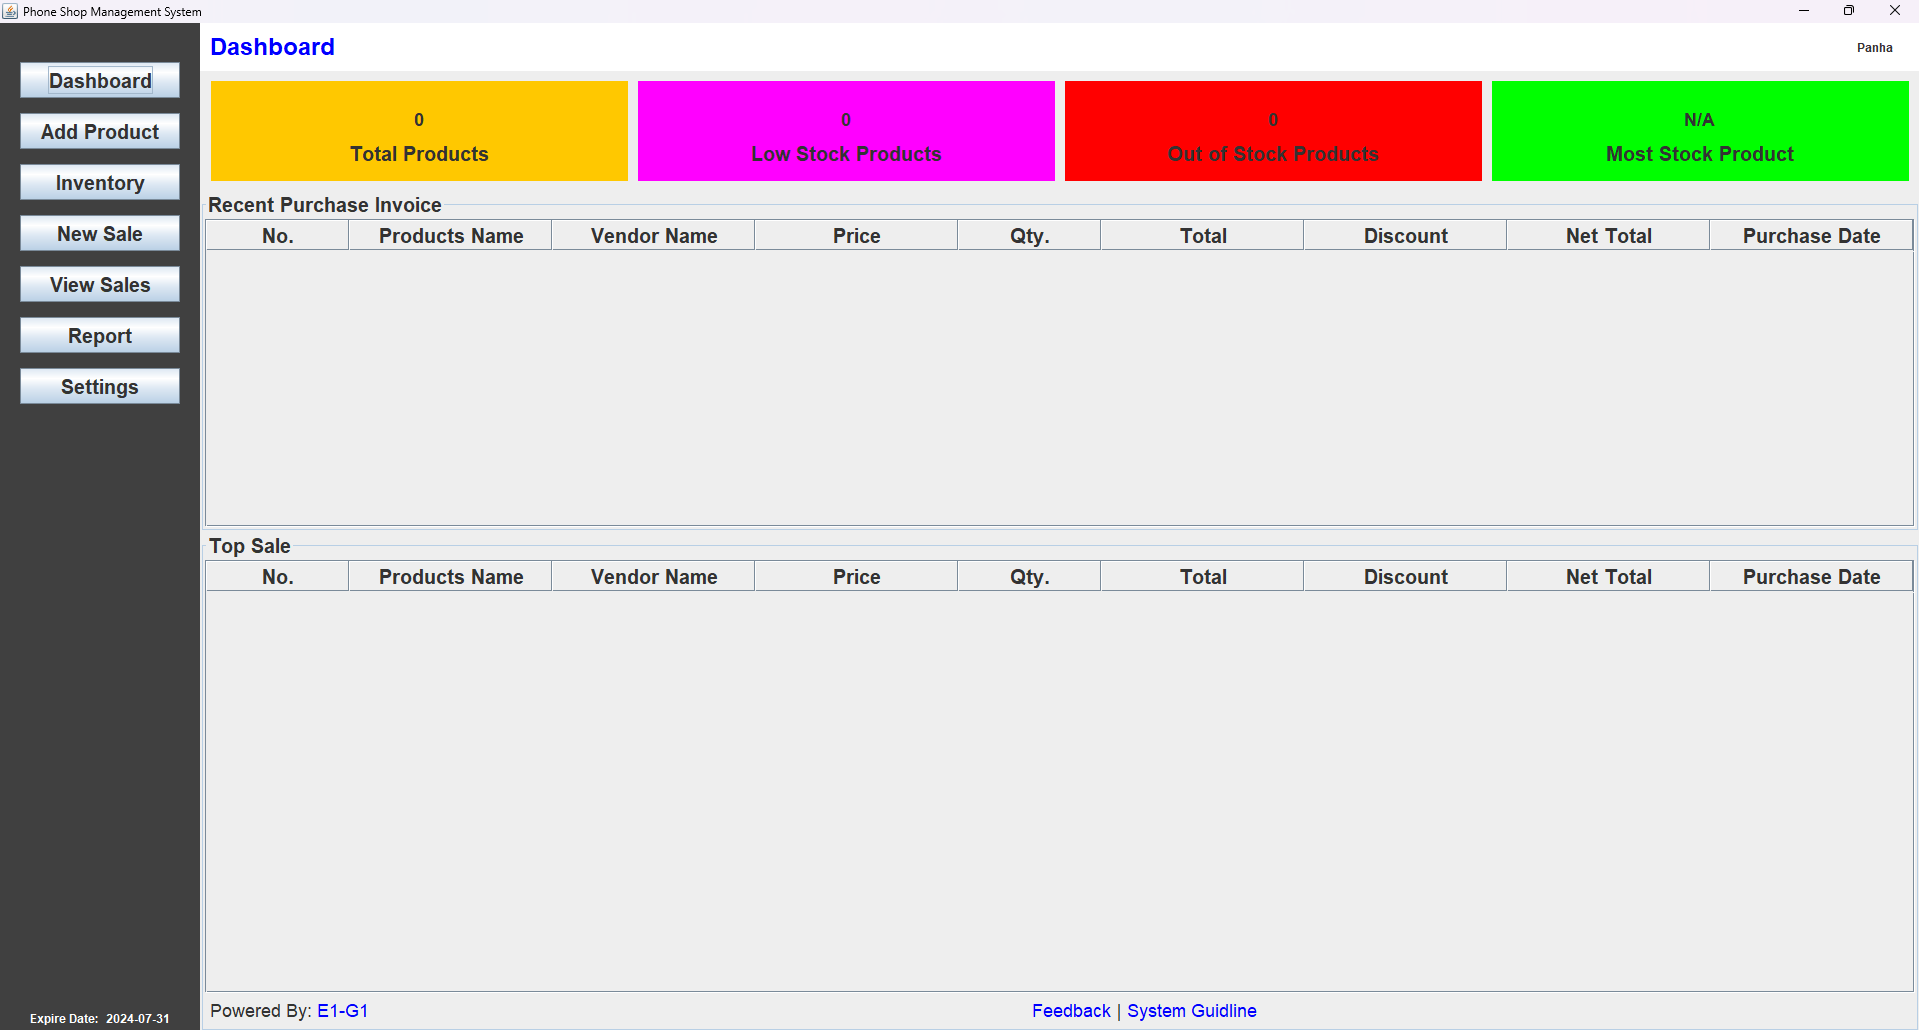 Phone Shop Management System
Dashboard
Panha
Dashboard
Add Product
Inventory
New Sale
View Sales
Report
Settings
0
Total Products
0
Low Stock Products
0
Out of Stock Products
N/A
Most Stock Product
Recent Purchase Invoice
No. Products Name Vendor Name Price Qty. Total Discount Net Total Purchase Date
Top Sale
No. Products Name Vendor Name Price Qty. Total Discount Net Total Purchase Date
Expire Date: 2024-07-31
Powered By: E1-G1
Feedback | System Guidline